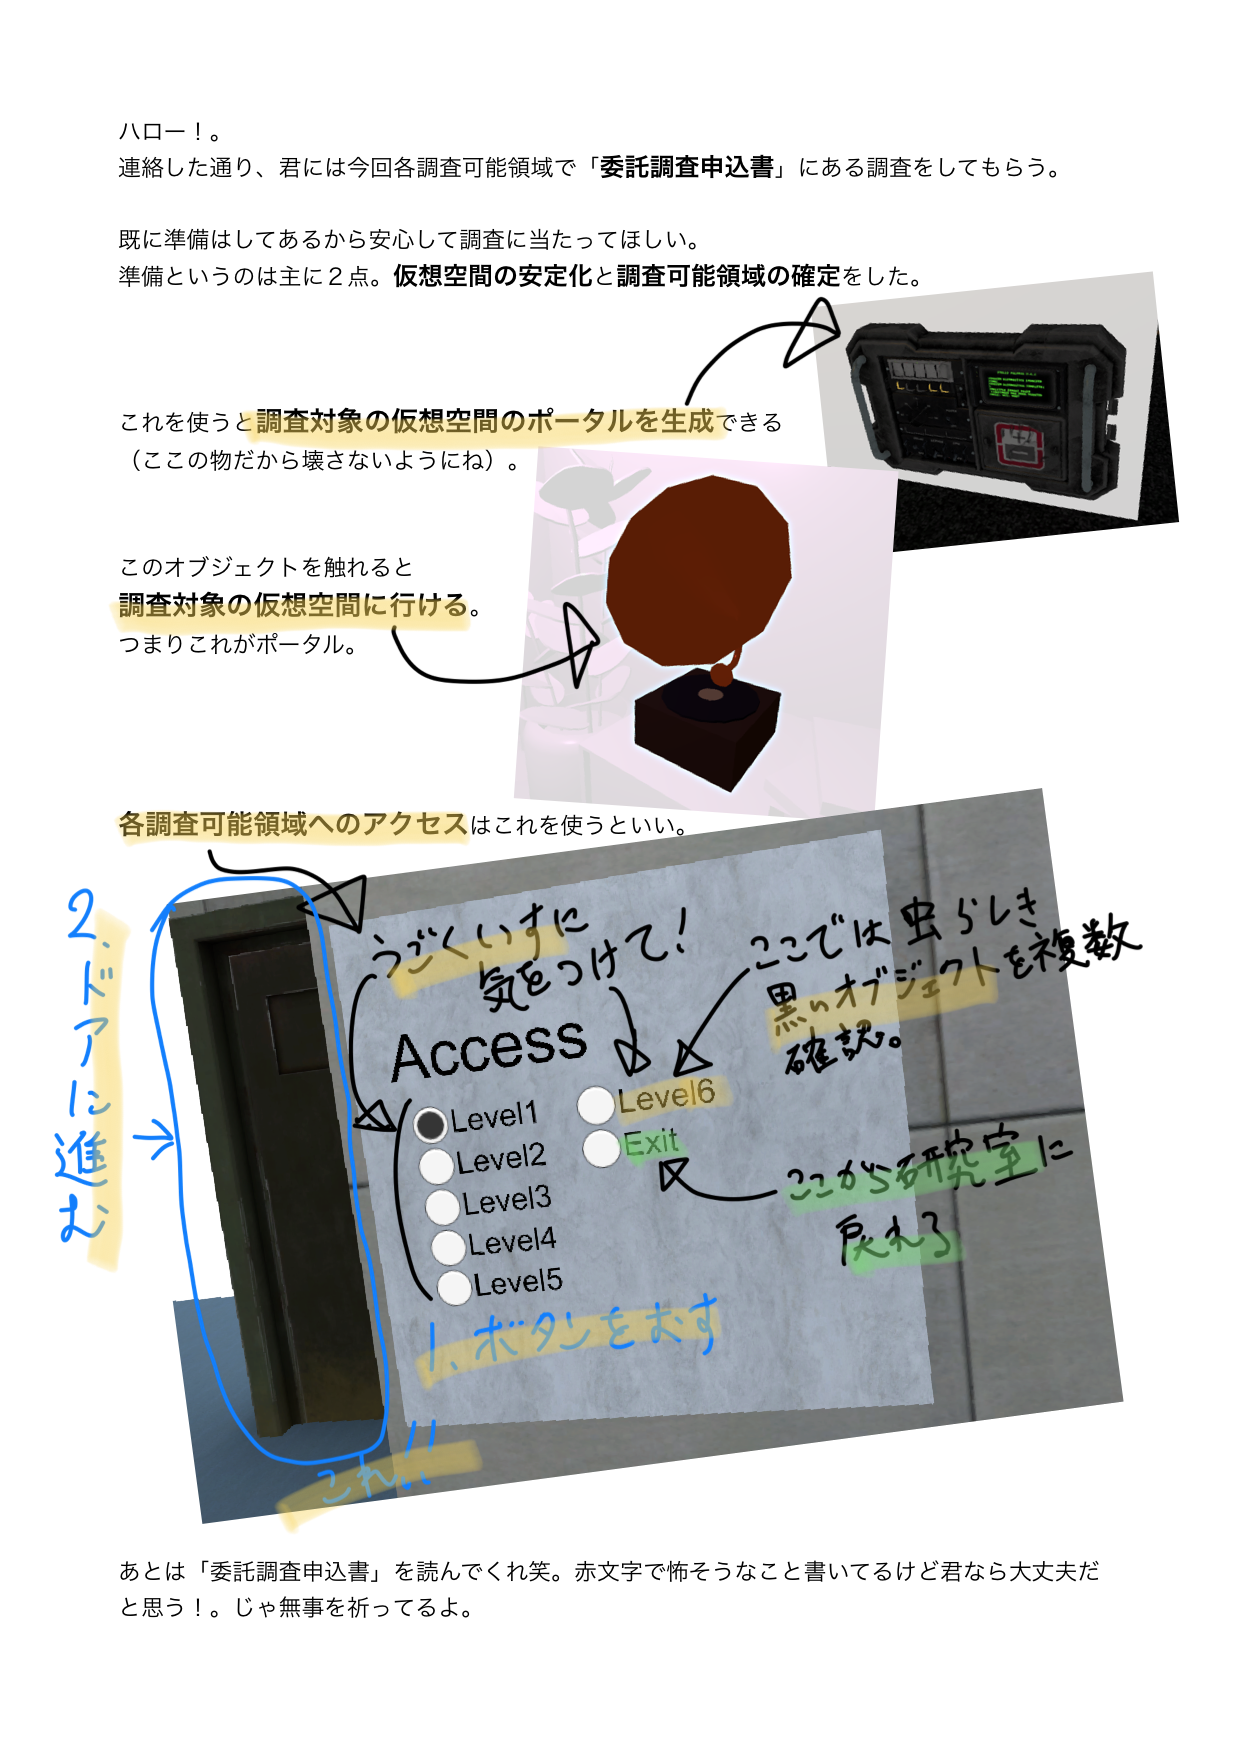 ハロー！。
連絡した通り、君には今回各調査可能領域で「委託調査申込書」にある調査をしてもらう。
既に準備はしてあるから安心して調査に当たってほしい。
準備というのは主に２点。仮想空間の安定化と調査可能領域の確定をした。
これを使うと調査対象の仮想空間のポータルを生成できる
（ここの物だから壊さないようにね）。
このオブジェクトを触れると
調査対象の仮想空間に行ける。
つまりこれがポータル。
各調査可能領域へのアクセスはこれを使うといい。
2.ドアに進む
うごくいすに
気をつけて！
ここでは虫らしき
黒いオブジェクトを複数
確認。
Access
Level1
Level2
Level3
Level4
Level5
Level6
Exit
ここから研究室に
戻れる
1.ボタンをおす
これ!!
あとは「委託調査申込書」を読んでくれ笑。赤文字で怖そうなこと書いてるけど君なら大丈夫だ
と思う！。じゃ無事を祈ってるよ。